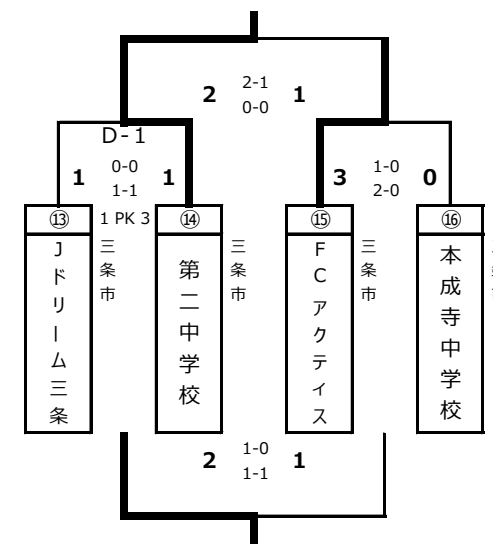 2 2-1 1
0-0
D-1
1 0-0 1
1-1
1 PK 3
3 1-0 0
2-0
⑬ ⑭ ⑮ ⑯
Jドリーム三条
三条市
第二中学校
三条市
FCアクティス
三条市
本成寺中学校
2 1-0 1
1-1